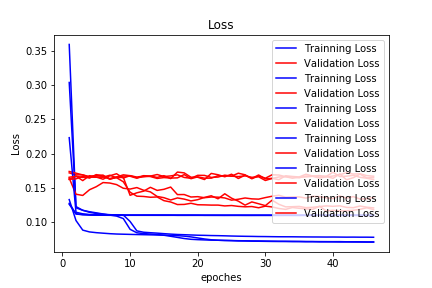 Loss
0.35
0.30
0.25
0.20
0.15
0.10
Loss
Trainning Loss
Validation Loss
Trainning Loss
Validation Loss
Trainning Loss
Validation Loss
Trainning Loss
Validation Loss
Trainning Loss
Validation Loss
Trainning Loss
Validation Loss
0
10
20
30
40
epoches